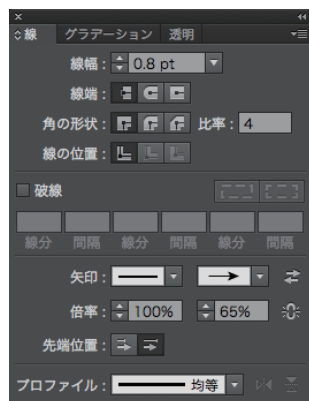 線 グラデーション 透明
線幅： 0.8 pt
線端：
角の形状： 比率： 4
線の位置：
破線
線分 間隔 線分 間隔 線分 間隔
矢印：
倍率： 100% 65%
先端位置：
プロファイル： 均等